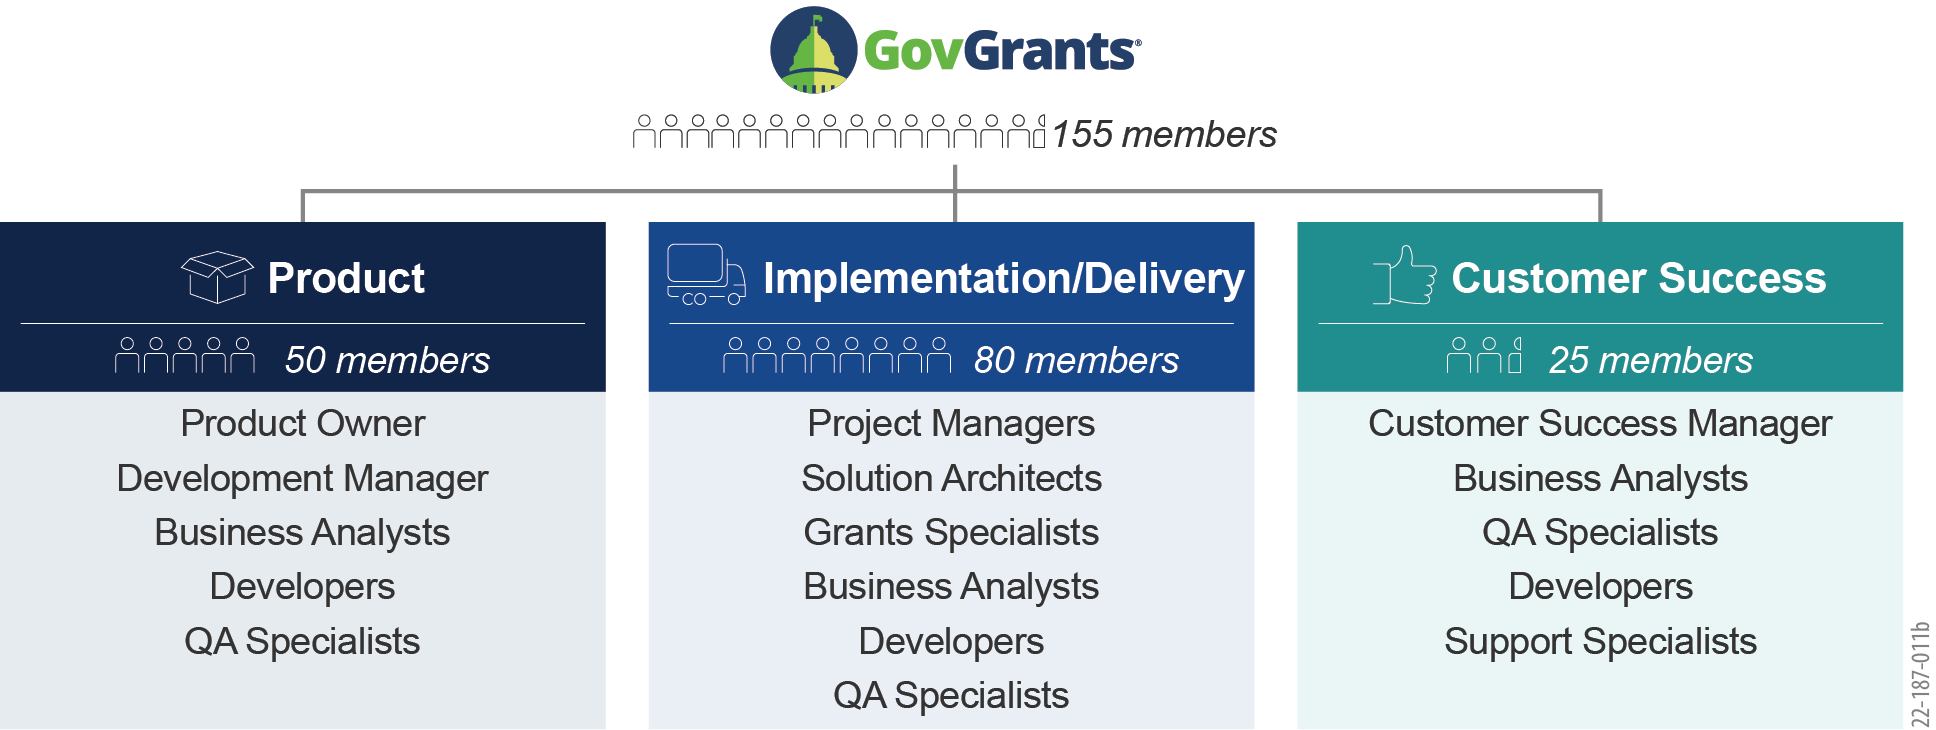 GovGrants®
155 members
Product
50 members
Product Owner
Development Manager
Business Analysts
Developers
QA Specialists
Implementation/Delivery
80 members
Project Managers
Solution Architects
Grants Specialists
Business Analysts
Developers
QA Specialists
Customer Success
25 members
Customer Success Manager
Business Analysts
QA Specialists
Developers
Support Specialists
22-187-011b